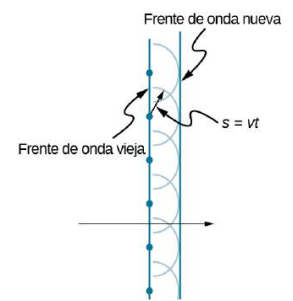 Frente de onda nueva
s = vt
Frente de onda vieja